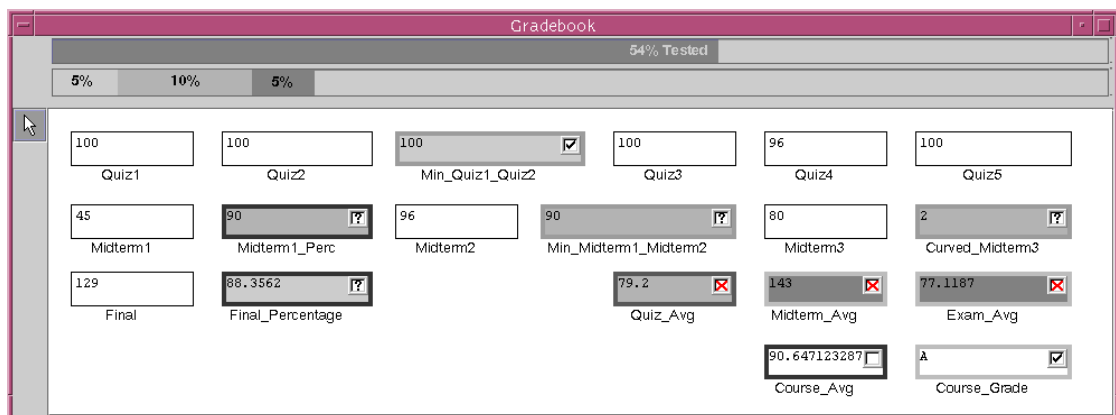 Gradebook
54% Tested
5% 10% 5%
100 100 100 100 96 100
Quiz1 Quiz2 Min_Quiz1_Quiz2 Quiz3 Quiz4 Quiz5
45 90 ? 96 90 ? 80 2 ?
Midterm1 Midterm1_Perc Midterm2 Min_Midterm1_Midterm2 Midterm3 Curved_Midterm3
129 88.3562 ? 79.2 143 77.1187
Final Final_Percentage Quiz_Avg Midterm_Avg Exam_Avg
90.647123287 A
Course_Avg Course_Grade